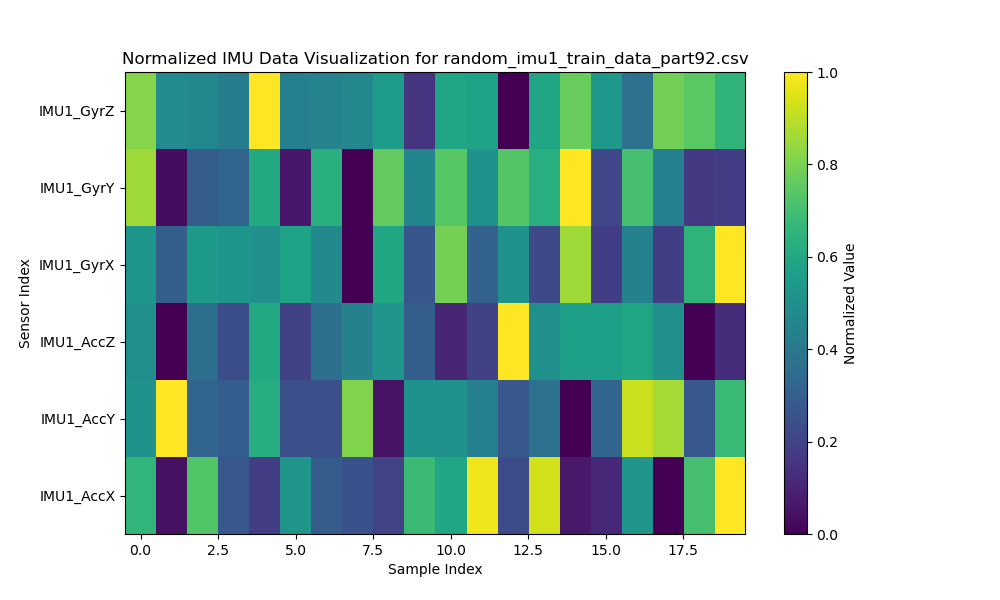 Normalized IMU Data Visualization for random_imu1_train_data_part92.csv
Sensor Index
IMU1_GyrZ
IMU1_GyrY
IMU1_GyrX
IMU1_AccZ
IMU1_AccY
IMU1_AccX
0.0 2.5 5.0 7.5 10.0 12.5 15.0 17.5
Sample Index
1.0
0.8
0.6
0.4
0.2
0.0
Normalized Value